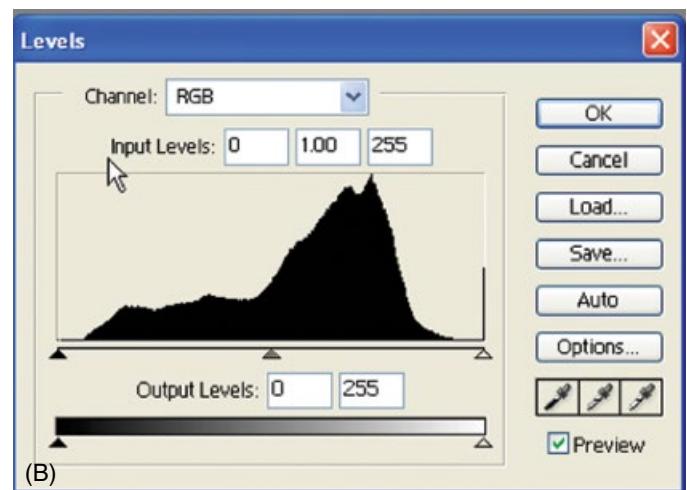 Levels
Channel: RGB
Input Levels: 0 1.00 255
OK
Cancel
Load...
Save...
Auto
Options...
Output Levels: 0 255
Preview
(B)